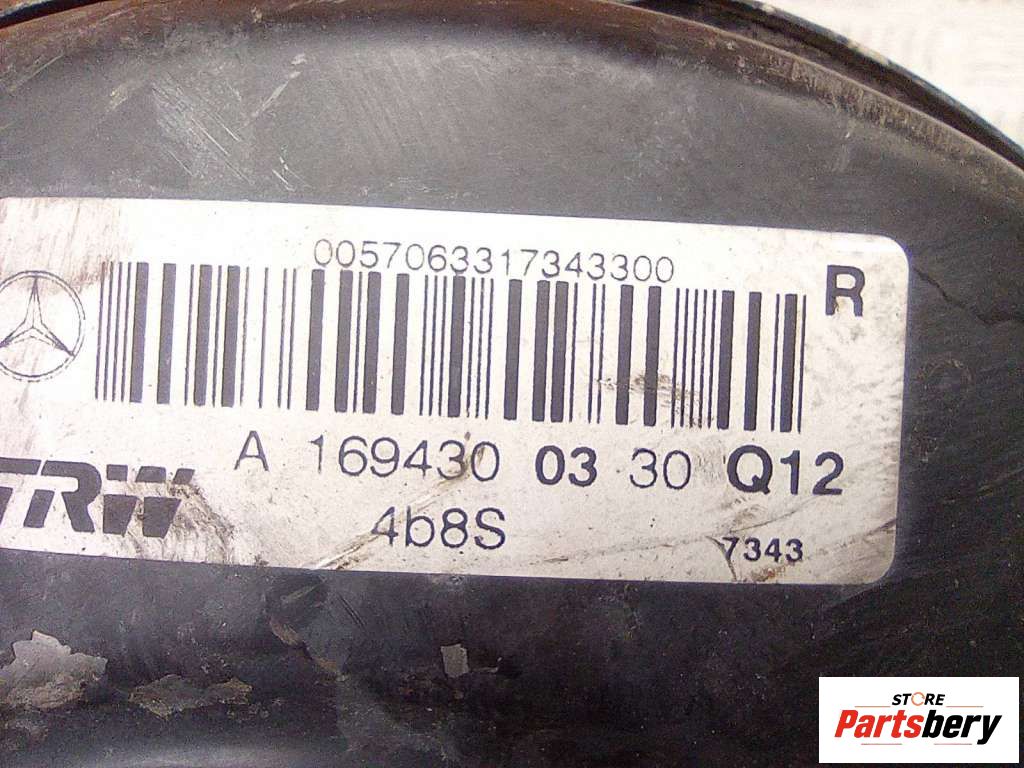 0057063317343300
R
TRW
A 169430 03 30 Q12
4b8S
7343
STORE
Partsbery